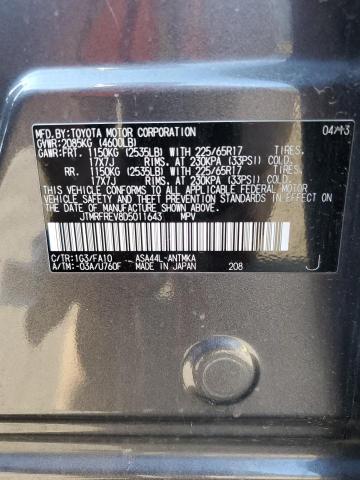 MFD.BY:TOYOTA MOTOR CORPORATION 04/13
GVWR:2085KG (4600LB)
GAWR:FRT. 1150KG (2535LB) WITH 225/65R17 TIRES,
17X7J RIMS, AT 230KPA (33PSI) COLD.
RR. 1150KG (2535LB) WITH 225/65R17 TIRES,
17X7J RIMS, AT 230KPA (33PSI) COLD.
THIS VEHICLE CONFORMS TO ALL APPLICABLE FEDERAL MOTOR
VEHICLE SAFETY AND BUMPER STANDARDS IN EFFECT ON THE
DATE OF MANUFACTURE SHOWN ABOVE.
JTMRFREV8D5011643 MPV
C/TR:1G3/FA10 ASA44L-ANTMKA
A/TM:-03A/U760F MADE IN JAPAN 208 J